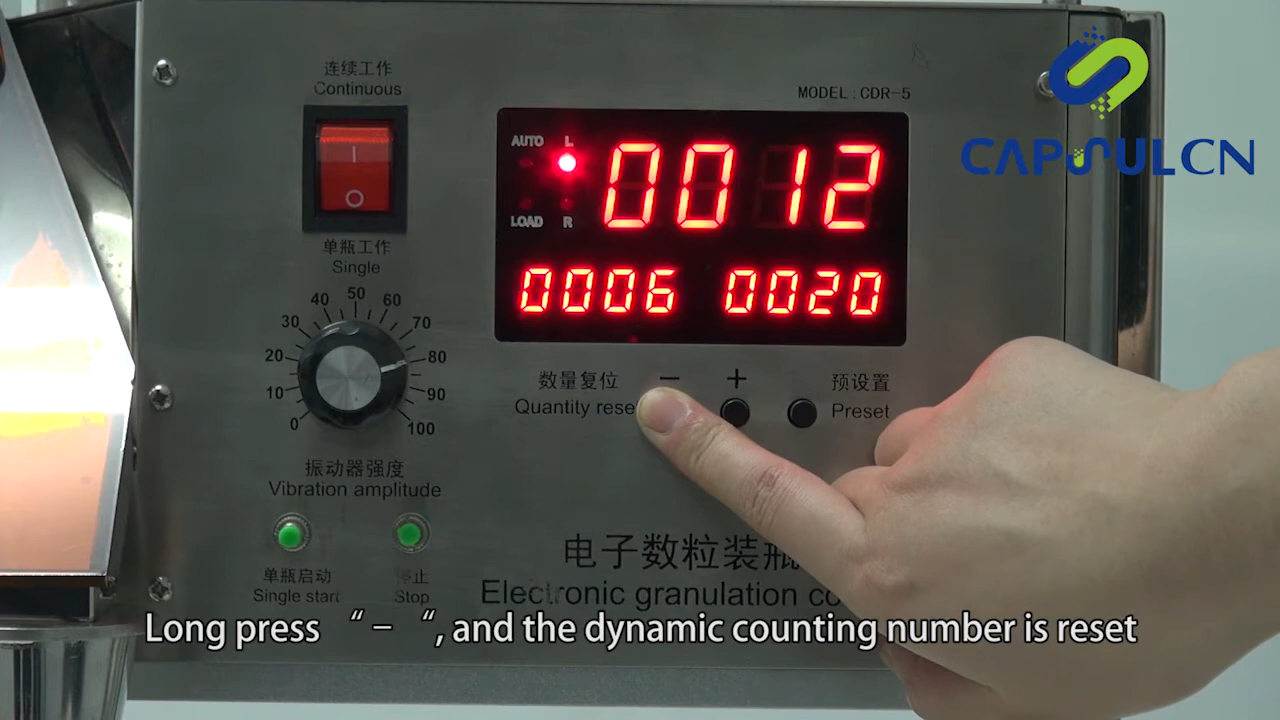 连续工作
Continuous
单瓶工作
Single
0
10
20
30
40
50
60
70
80
90
100
振动器强度
Vibration amplitude
单瓶启动
Single start
停止
Stop
MODEL:CDR-5
AUTO L
LOAD R
0012
0006 0020
数量复位 - +
Quantity rese
预设置
Preset
电子数粒装瓶
Electronic granulation co
CAPSULCN
Long press “ - “, and the dynamic counting number is reset